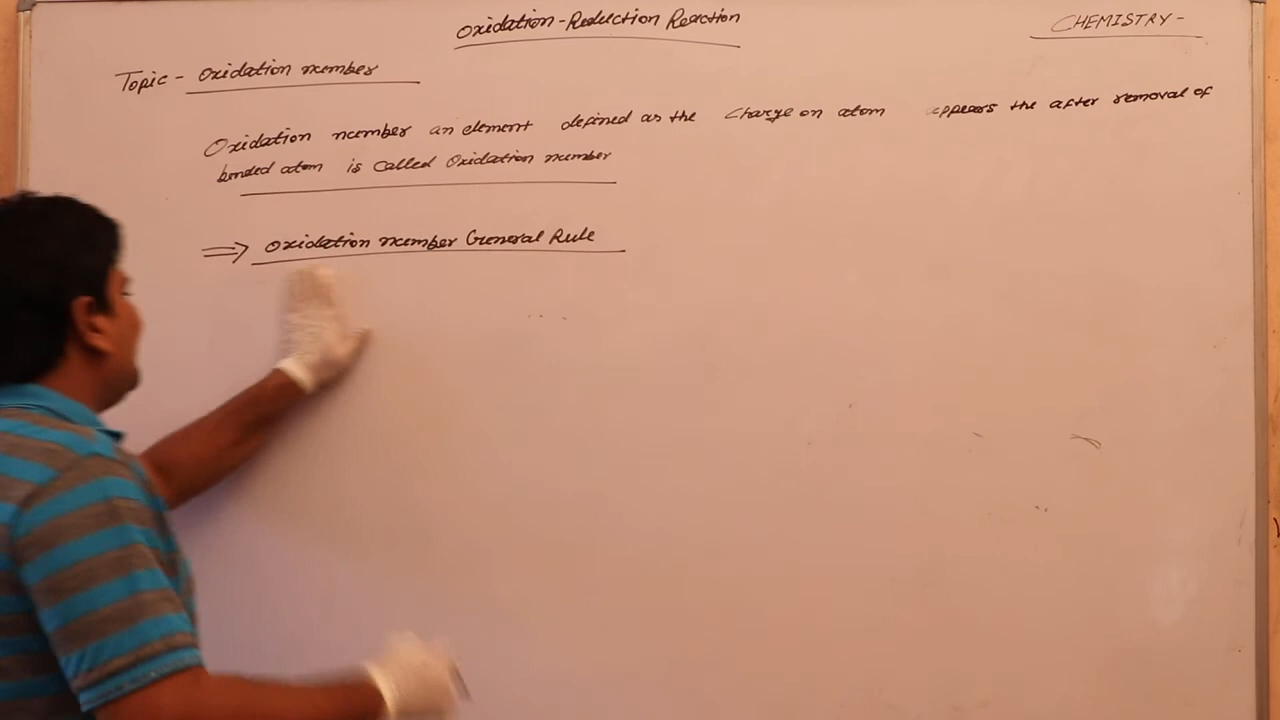 Oxidation-Reduction Reaction
CHEMISTRY-
Topic - Oxidation number
Oxidation number an element defined as the Charge on atom appears the after removal of
bonded atom is called Oxidation number
⇒ Oxidation number General Rule